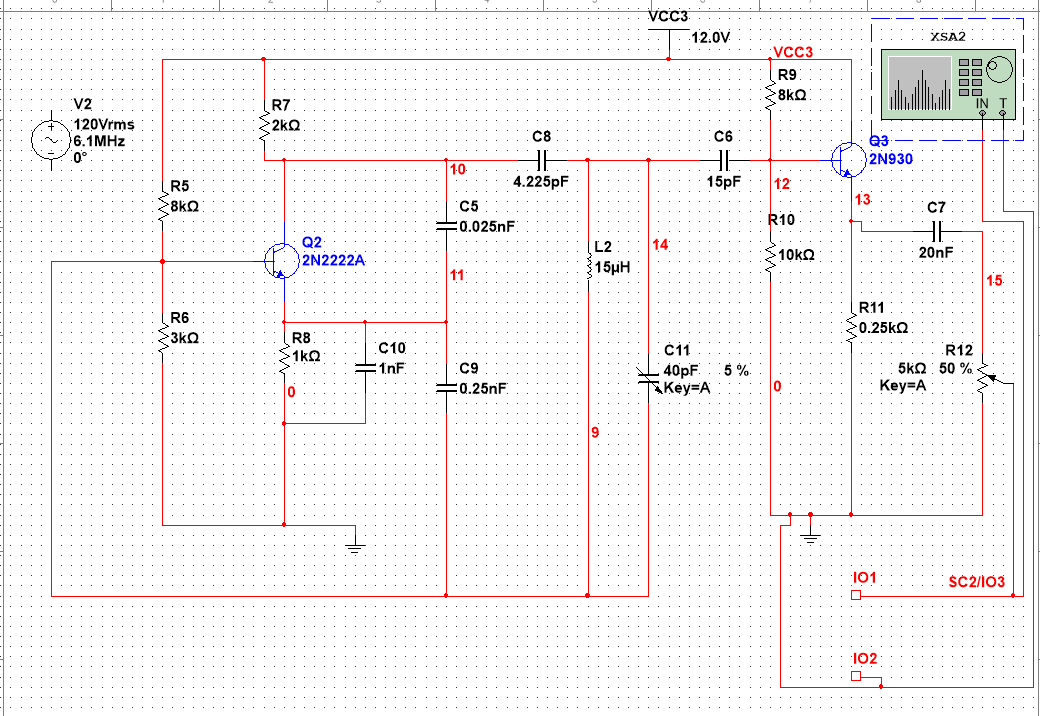 VCC3
12.0V
VCC3
XSA2
IN T
V2
120Vrms
6.1MHz
0°
R7
2kΩ
R9
8kΩ
C8
4.225pF
C6
15pF
Q3
2N930
10
12
13
R5
8kΩ
C5
0.025nF
C7
20nF
Q2
2N2222A
L2
15µH
14
R10
10kΩ
11
15
R6
3kΩ
R8
1kΩ
C10
1nF
C9
0.25nF
C11
40pF 5 %
Key=A
R11
0.25kΩ
R12
5kΩ 50 %
Key=A
0
0
9
IO1
SC2/IO3
IO2